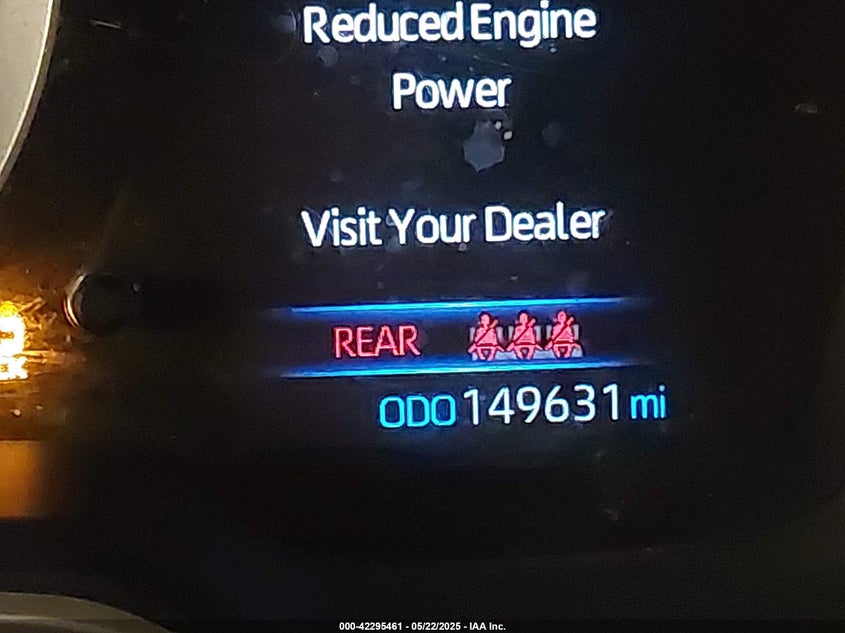 Reduced Engine
Power
Visit Your Dealer
REAR
ODO 149631 mi
000-42295461 - 05/22/2025 - IAA Inc.